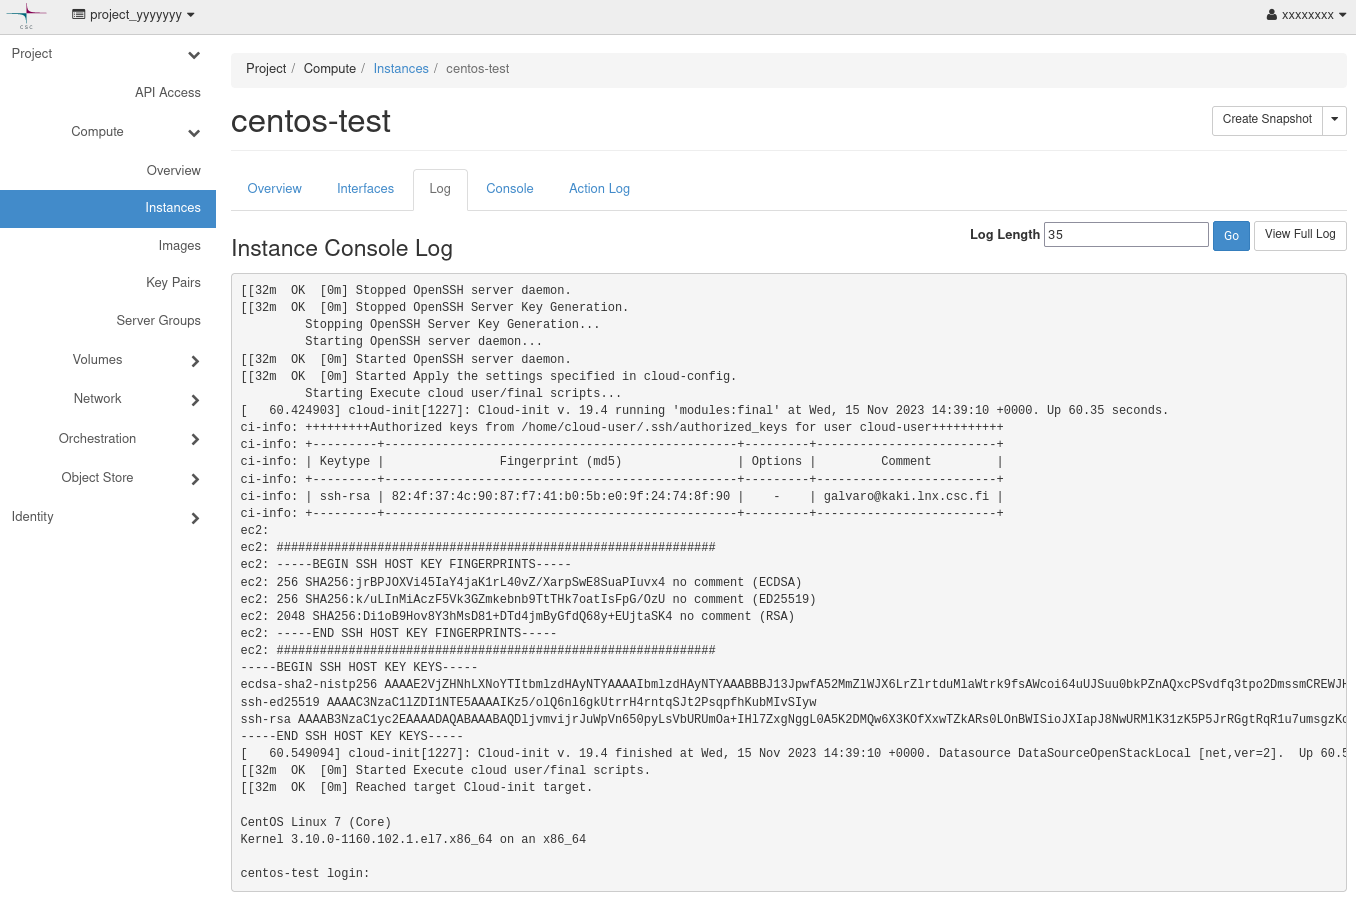 CSC
project_yyyyyyy
xxxxxxxx
Project
API Access
Compute
Overview
Instances
Images
Key Pairs
Server Groups
Volumes
Network
Orchestration
Object Store
Identity
Project / Compute / Instances / centos-test
centos-test
Create Snapshot
Overview Interfaces Log Console Action Log
Instance Console Log
Log Length 35 Go View Full Log
[[32m  OK  [0m] Stopped OpenSSH server daemon.
[[32m  OK  [0m] Stopped OpenSSH Server Key Generation.
         Stopping OpenSSH Server Key Generation...
         Starting OpenSSH server daemon...
[[32m  OK  [0m] Started OpenSSH server daemon.
[[32m  OK  [0m] Started Apply the settings specified in cloud-config.
         Starting Execute cloud user/final scripts...
[   60.424903] cloud-init[1227]: Cloud-init v. 19.4 running 'modules:final' at Wed, 15 Nov 2023 14:39:10 +0000. Up 60.35 seconds.
ci-info: +++++++++Authorized keys from /home/cloud-user/.ssh/authorized_keys for user cloud-user++++++++++
ci-info: +---------+-------------------------------------------------+---------+-------------------------+
ci-info: | Keytype |                Fingerprint (md5)                | Options |         Comment         |
ci-info: +---------+-------------------------------------------------+---------+-------------------------+
ci-info: | ssh-rsa | 82:4f:37:4c:90:87:f7:41:b0:5b:e0:9f:24:74:8f:90 |    -    | galvaro@kaki.lnx.csc.fi |
ci-info: +---------+-------------------------------------------------+---------+-------------------------+
ec2:
ec2: #############################################################
ec2: -----BEGIN SSH HOST KEY FINGERPRINTS-----
ec2: 256 SHA256:jrBPJOXVi45IaY4jaK1rL40vZ/XarpSwE8SuaPIuvx4 no comment (ECDSA)
ec2: 256 SHA256:k/uLInMiAczF5Vk3GZmkebnb9TtTHk7oatIsFpG/OzU no comment (ED25519)
ec2: 2048 SHA256:Di1oB9Hov8Y3hMsD81+DTd4jmByGfdQ68y+EUjtaSK4 no comment (RSA)
ec2: -----END SSH HOST KEY FINGERPRINTS-----
ec2: #############################################################
-----BEGIN SSH HOST KEY KEYS-----
ecdsa-sha2-nistp256 AAAAE2VjZHNhLXNoYTItbmlzdHAyNTYAAAAIbmlzdHAyNTYAAABBBJ13JpwfA52MmZlWJX6LrZlrtduMlaWtrk9fsAWcoi64uUJSuu0bkPZnAQxcPSvdfq3tpo2DmssmCREWJH
ssh-ed25519 AAAAC3NzaC1lZDI1NTE5AAAAIKz5/olQ6nl6gkUtrrH4rntqSJt2PsqpfhKubMIvSIyw
ssh-rsa AAAAB3NzaC1yc2EAAAADAQABAAABAQDljvmvijrJuWpVn650pyLsVbURUmOa+IHl7ZxgNggL0A5K2DMQw6X3KOfXxwTZkARs0LOnBWISioJXIapJ8NwURMlK31zK5P5JrRGgtRqR1u7umsgzKd
-----END SSH HOST KEY KEYS-----
[   60.549094] cloud-init[1227]: Cloud-init v. 19.4 finished at Wed, 15 Nov 2023 14:39:10 +0000. Datasource DataSourceOpenStackLocal [net,ver=2].  Up 60.5
[[32m  OK  [0m] Started Execute cloud user/final scripts.
[[32m  OK  [0m] Reached target Cloud-init target.
CentOS Linux 7 (Core)
Kernel 3.10.0-1160.102.1.el7.x86_64 on an x86_64
centos-test login: